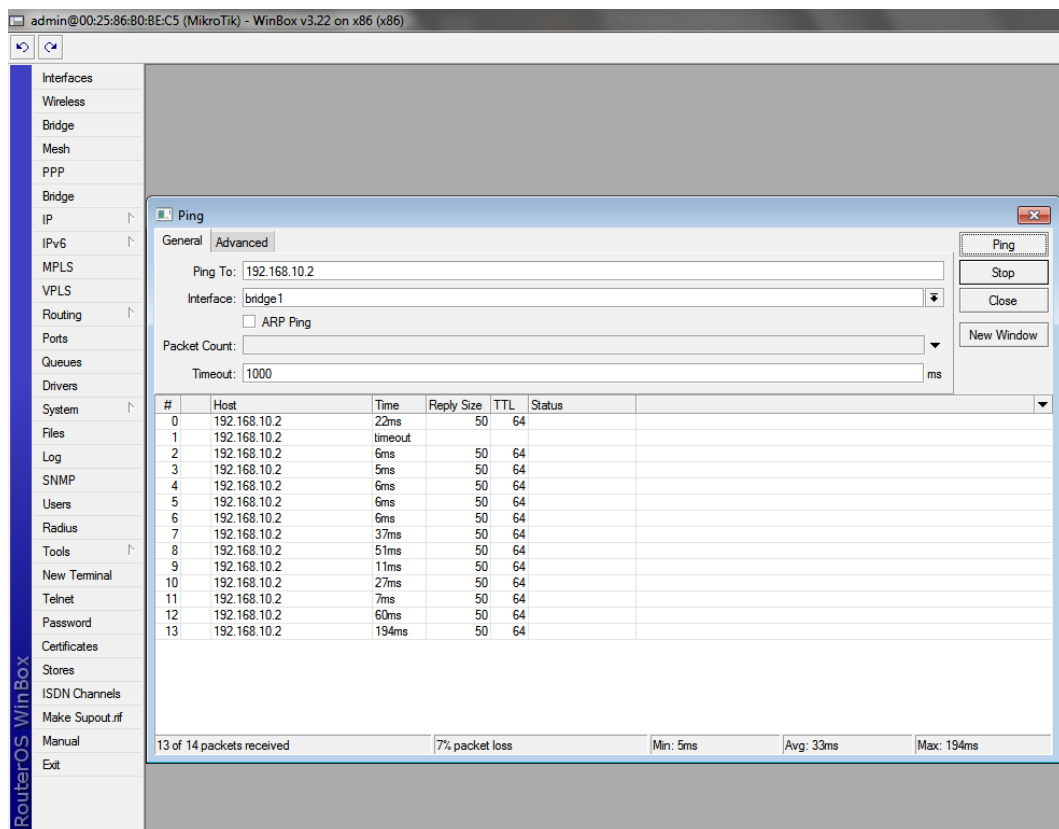 admin@00:25:86:B0:BE:C5 (MikroTik) - WinBox v3.22 on x86 (x86)
Interfaces
Wireless
Bridge
Mesh
PPP
Bridge
IP
IPv6
MPLS
VPLS
Routing
Ports
Queues
Drivers
System
Files
Log
SNMP
Users
Radius
Tools
New Terminal
Telnet
Password
Certificates
Stores
ISDN Channels
Make Supout.rif
Manual
Exit
RouterOS WinBox
Ping
General Advanced
Ping To: 192.168.10.2
Interface: bridge1
ARP Ping
Packet Count:
Timeout: 1000 ms
Ping
Stop
Close
New Window
# Host Time Reply Size TTL Status
0 192.168.10.2 22ms 50 64
1 192.168.10.2 timeout
2 192.168.10.2 6ms 50 64
3 192.168.10.2 5ms 50 64
4 192.168.10.2 6ms 50 64
5 192.168.10.2 6ms 50 64
6 192.168.10.2 6ms 50 64
7 192.168.10.2 37ms 50 64
8 192.168.10.2 51ms 50 64
9 192.168.10.2 11ms 50 64
10 192.168.10.2 27ms 50 64
11 192.168.10.2 7ms 50 64
12 192.168.10.2 60ms 50 64
13 192.168.10.2 194ms 50 64
13 of 14 packets received 7% packet loss Min: 5ms Avg: 33ms Max: 194ms